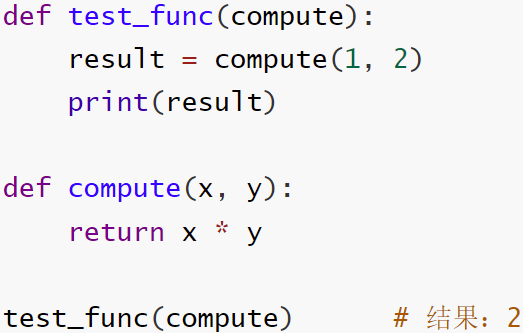 def test_func(compute):
    result = compute(1, 2)
    print(result)
def compute(x, y):
    return x * y
test_func(compute)      # 结果：2